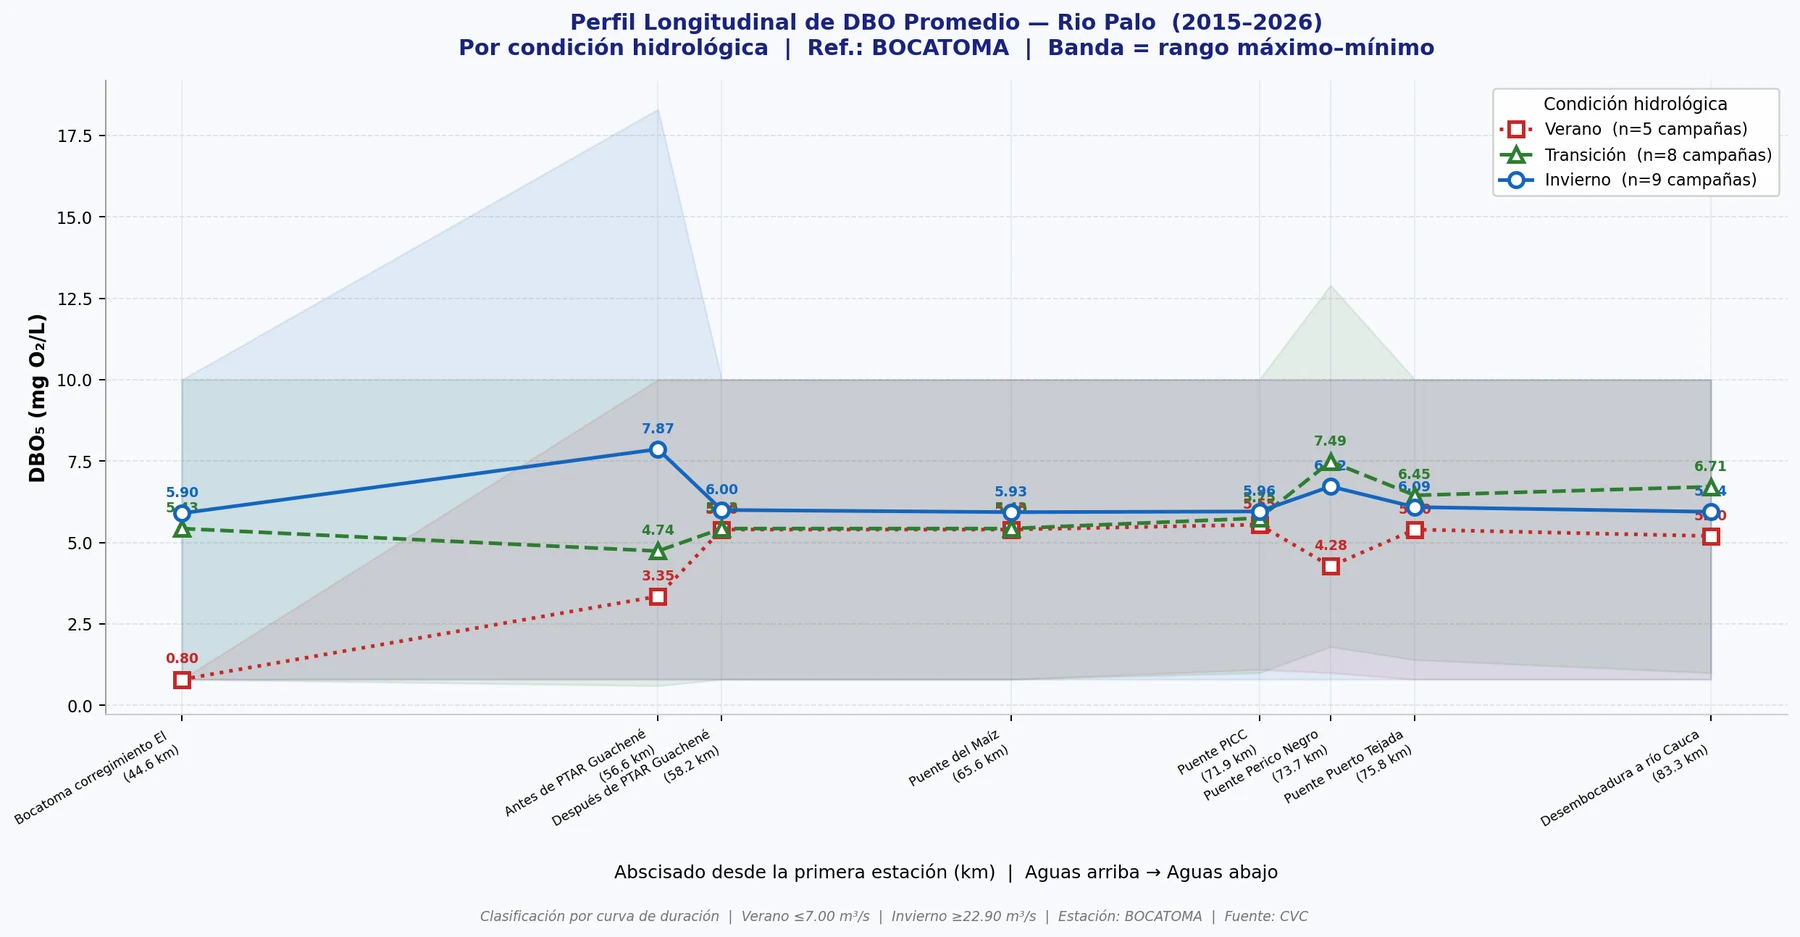 Perfil Longitudinal de DBO Promedio — Rio Palo  (2015–2026)
Por condición hidrológica  |  Ref.: BOCATOMA  |  Banda = rango máximo–mínimo
Condición hidrológica
Verano  (n=5 campañas)
Transición  (n=8 campañas)
Invierno  (n=9 campañas)
DBO₅ (mg O₂/L)
17.5
15.0
12.5
10.0
7.5
5.0
2.5
0.0
5.90
0.80
7.87
4.74
3.35
6.00
5.93
5.96
7.49
4.28
6.45
6.09
6.71
Bocatoma corregimiento El
(44.6 km)
Antes de PTAR Guachené
(56.6 km)
Después de PTAR Guachené
(58.2 km)
Puente del Maíz
(65.6 km)
Puente PICC
(71.9 km)
Puente Perico Negro
(73.7 km)
Puente Puerto Tejada
(75.8 km)
Desembocadura a río Cauca
(83.3 km)
Abscisado desde la primera estación (km)  |  Aguas arriba → Aguas abajo
Clasificación por curva de duración  |  Verano ≤7.00 m³/s  |  Invierno ≥22.90 m³/s  |  Estación: BOCATOMA  |  Fuente: CVC